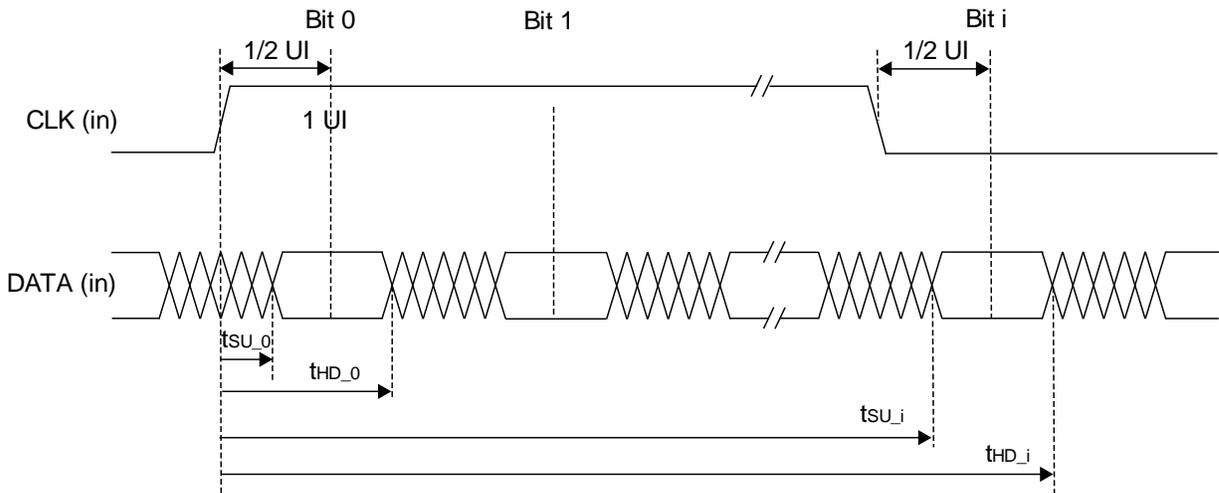 Bit 0
Bit 1
Bit i
1/2 UI
1/2 UI
CLK (in)
1 UI
DATA (in)
tSU_0
tHD_0
tSU_i
tHD_i